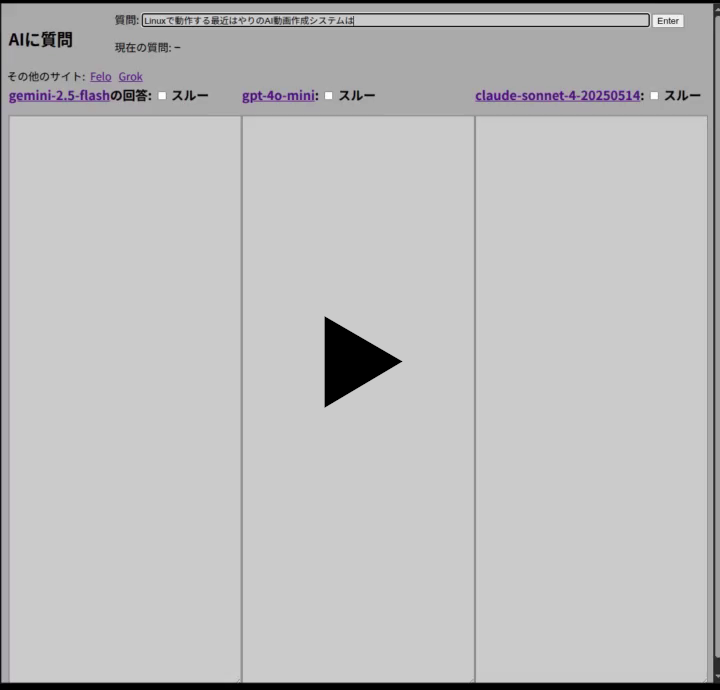 質問: Linuxで動作する最近はやりのAI動画作成システムは Enter
AIに質問
現在の質問: −
その他のサイト: Felo Grok
gemini-2.5-flashの回答: スルー gpt-4o-mini: スルー claude-sonnet-4-20250514: スルー